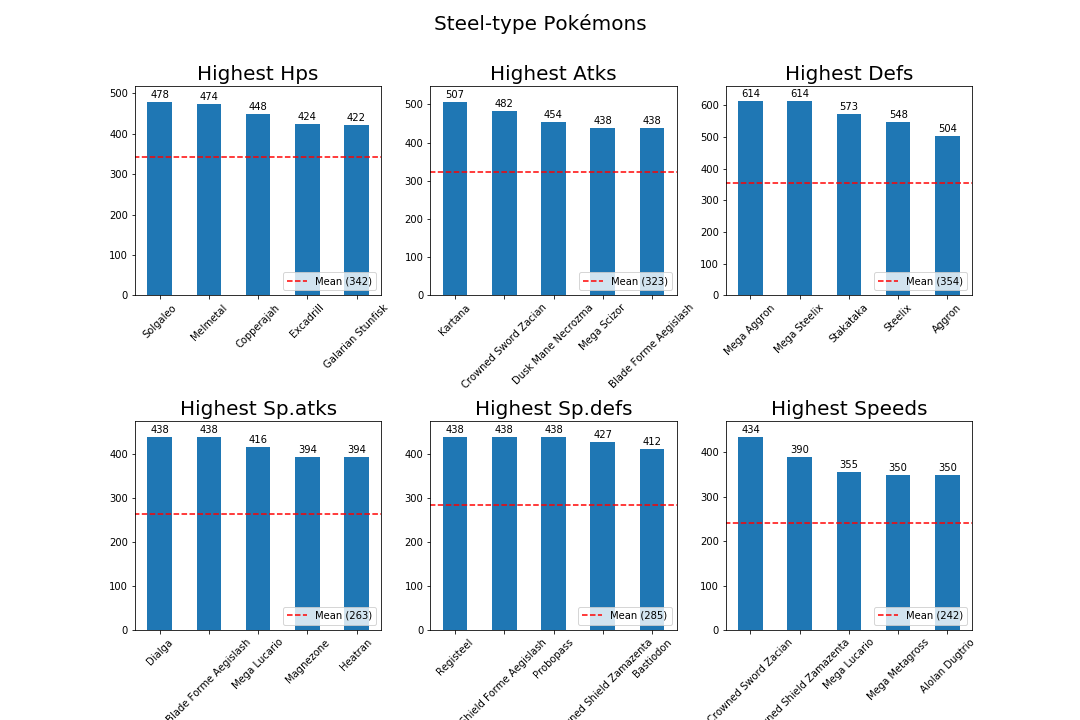 Steel-type Pokémons
Highest Hps
500
400
300
200
100
0
478
474
448
424
422
Mean (342)
Solgaleo
Melmetal
Copperajah
Excadrill
Galarian Stunfisk
Highest Atks
500
400
300
200
100
0
507
482
454
438
438
Mean (323)
Kartana
Crowned Sword Zacian
Dusk Mane Necrozma
Mega Scizor
Blade Forme Aegislash
Highest Defs
600
500
400
300
200
100
0
614
614
573
548
504
Mean (354)
Mega Aggron
Mega Steelix
Stakataka
Steelix
Aggron
Highest Sp.atks
400
300
200
100
0
438
438
416
394
394
Mean (263)
Dialga
Blade Forme Aegislash
Mega Lucario
Magnezone
Heatran
Highest Sp.defs
400
300
200
100
0
438
438
438
427
412
Mean (285)
Registeel
Shield Forme Aegislash
Probopass
Shield Zamazenta
Bastiodon
Highest Speeds
400
300
200
100
0
434
390
355
350
350
Mean (242)
Crowned Sword Zacian
Shield Zamazenta
Mega Lucario
Mega Metagross
Alolan Dugtrio